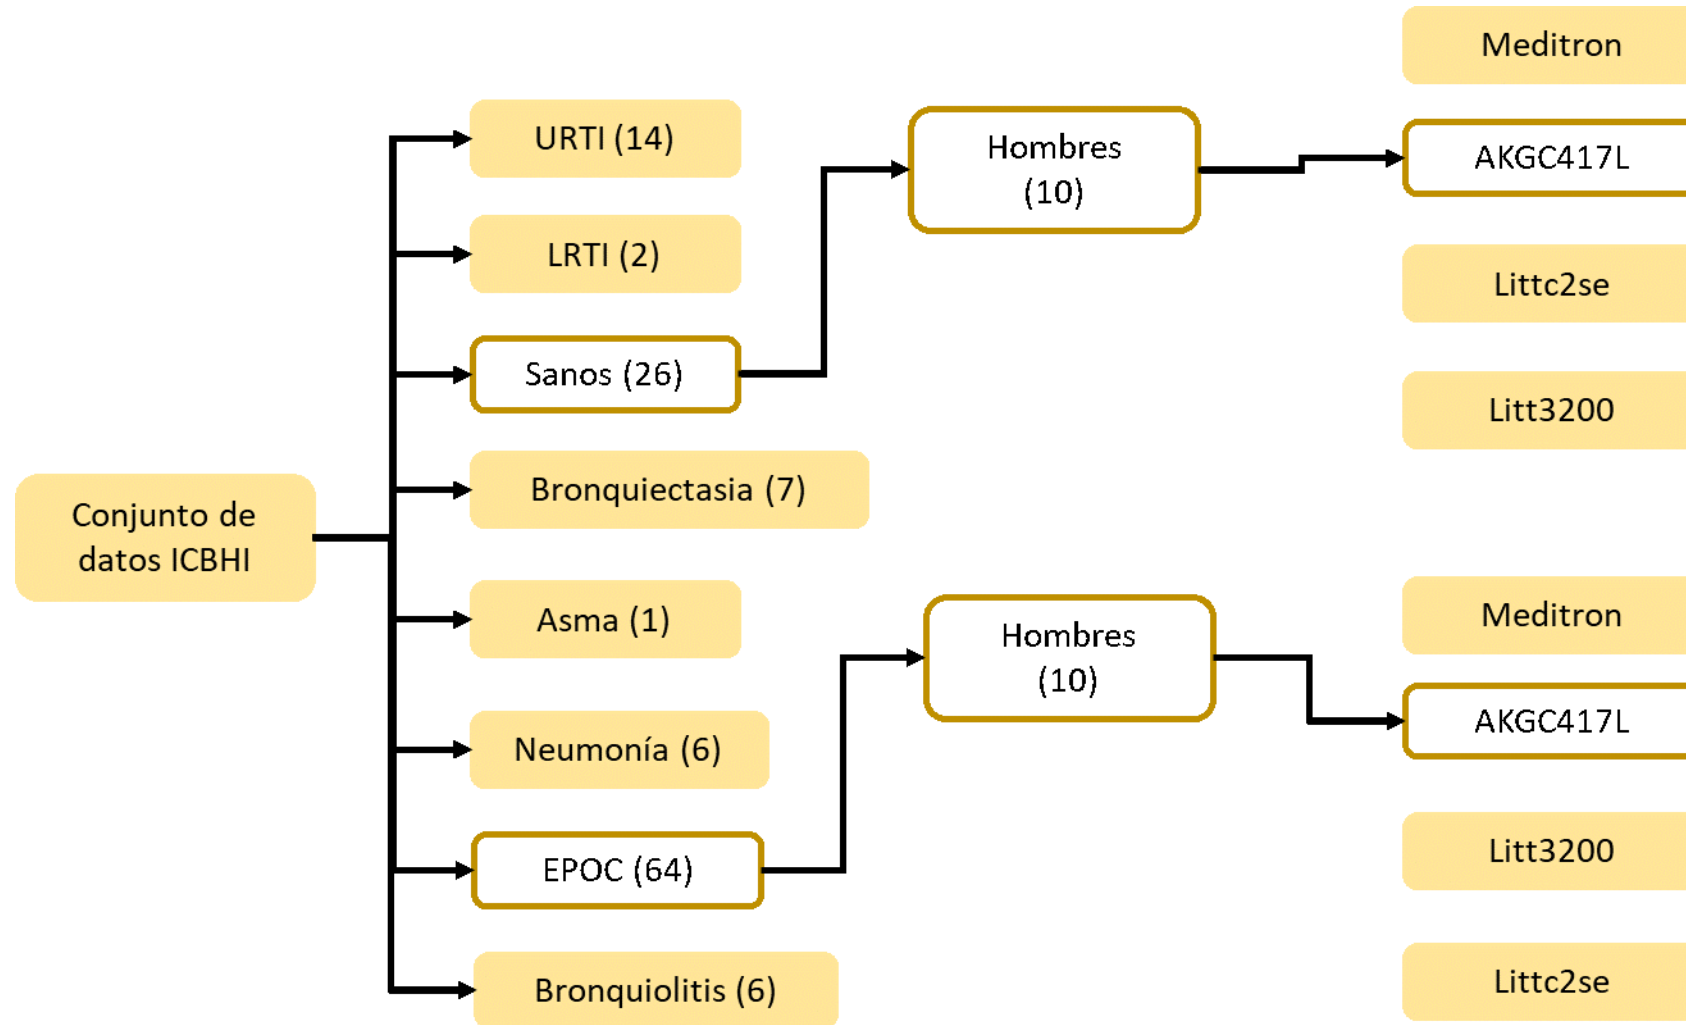 Conjunto de
datos ICBHI
URTI (14)
LRTI (2)
Sanos (26)
Bronquiectasia (7)
Asma (1)
Neumonía (6)
EPOC (64)
Bronquiolitis (6)
Hombres
(10)
Hombres
(10)
Meditron
AKGC417L
Littc2se
Litt3200
Meditron
AKGC417L
Litt3200
Littc2se